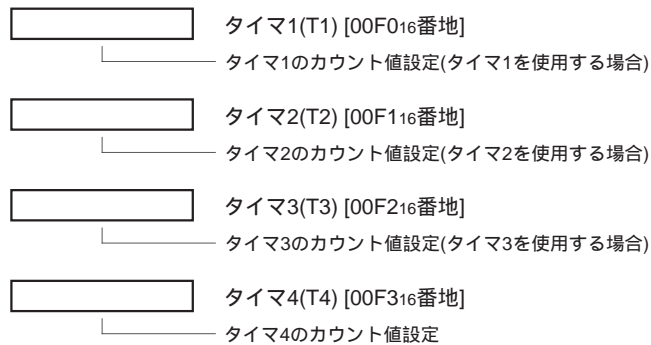 タイマ1(T1) [00F016番地]
タイマ1のカウント値設定(タイマ1を使用する場合)
タイマ2(T2) [00F116番地]
タイマ2のカウント値設定(タイマ2を使用する場合)
タイマ3(T3) [00F216番地]
タイマ3のカウント値設定(タイマ3を使用する場合)
タイマ4(T4) [00F316番地]
タイマ4のカウント値設定